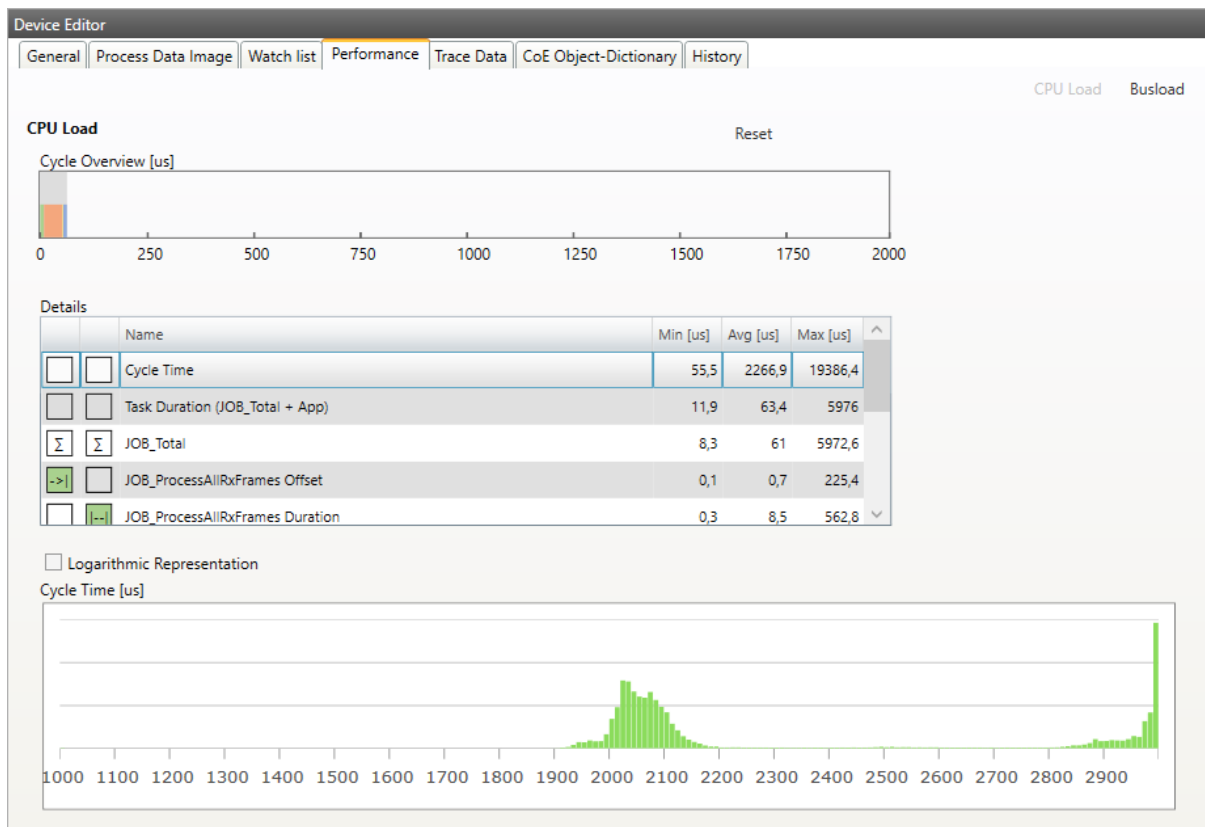 Device Editor
General Process Data Image Watch list Performance Trace Data CoE Object-Dictionary History
CPU Load Busload
CPU Load Reset
Cycle Overview [us]
0 250 500 750 1000 1250 1500 1750 2000
Details
Name Min [us] Avg [us] Max [us]
Cycle Time 55,5 2266,9 19386,4
Task Duration (JOB_Total + App) 11,9 63,4 5976
Σ Σ JOB_Total 8,3 61 5972,6
->| JOB_ProcessAllRxFrames Offset 0,1 0,7 225,4
|--| JOB_ProcessAllRxFrames Duration 0,3 8,5 562,8
Logarithmic Representation
Cycle Time [us]
1000 1100 1200 1300 1400 1500 1600 1700 1800 1900 2000 2100 2200 2300 2400 2500 2600 2700 2800 2900